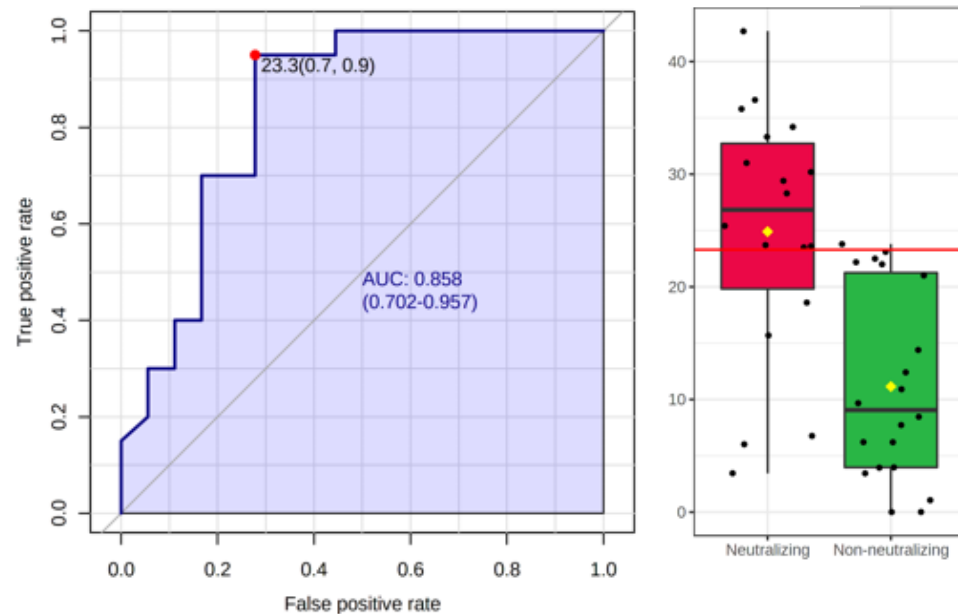 True positive rate
1.0
0.8
0.6
0.4
0.2
0.0
23.3(0.7, 0.9)
AUC: 0.858
(0.702-0.957)
0.0 0.2 0.4 0.6 0.8 1.0
False positive rate
40
30
20
10
0
Neutralizing Non-neutralizing